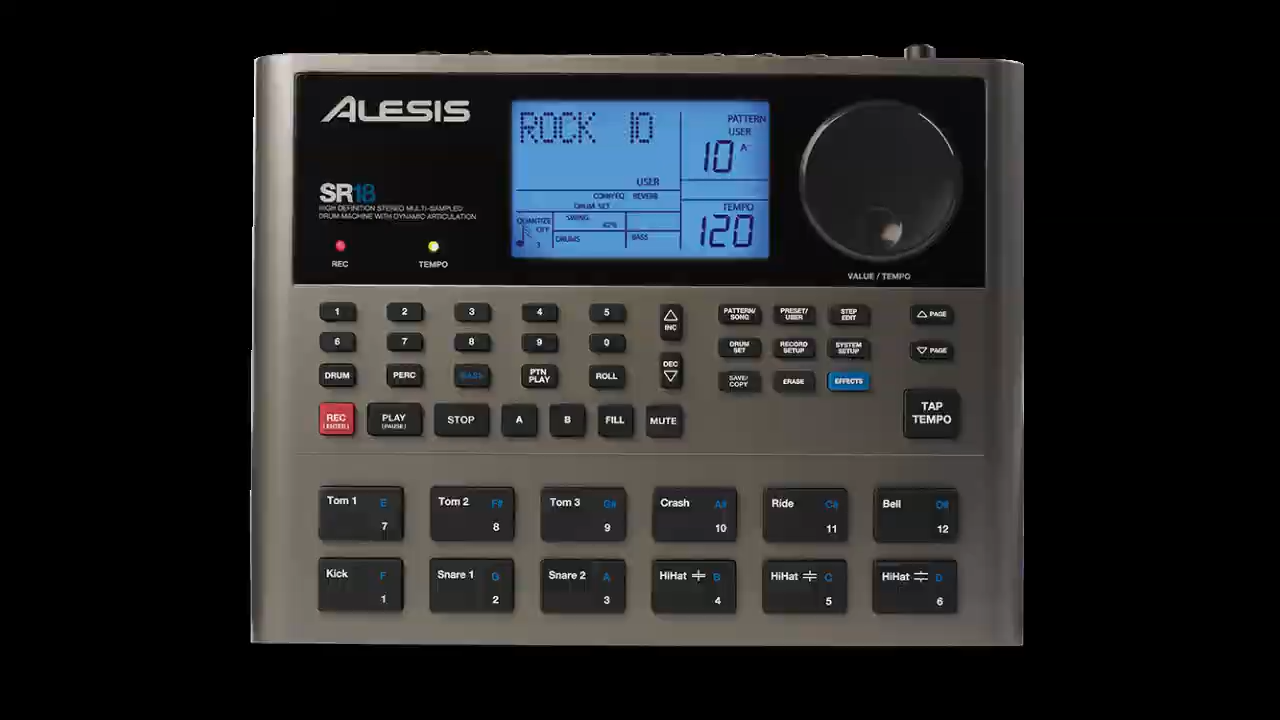 ALESIS
SR18
HIGH DEFINITION STEREO MULTI-SAMPLED
DRUM MACHINE WITH DYNAMIC ARTICULATION
REC
TEMPO
ROCK 10
USER
COMP/EQ REVERB
DRUM SET
QUANTIZE
OFF
3
SWING
62%
DRUMS
BASS
PATTERN
USER
10 A
TEMPO
120
VALUE / TEMPO
1 2 3 4 5
INC
6 7 8 9 0
DEC
DRUM PERC BASS PTN PLAY ROLL
PATTERN/SONG PRESET/USER STEP EDIT
PAGE
DRUM SET RECORD SETUP SYSTEM SETUP
PAGE
SAVE/COPY ERASE EFFECTS
REC (ENTER) PLAY (PAUSE) STOP A B FILL MUTE
TAP TEMPO
Tom 1 E 7
Tom 2 F# 8
Tom 3 G# 9
Crash A# 10
Ride C# 11
Bell D# 12
Kick F 1
Snare 1 G 2
Snare 2 A 3
HiHat B 4
HiHat C 5
HiHat D 6